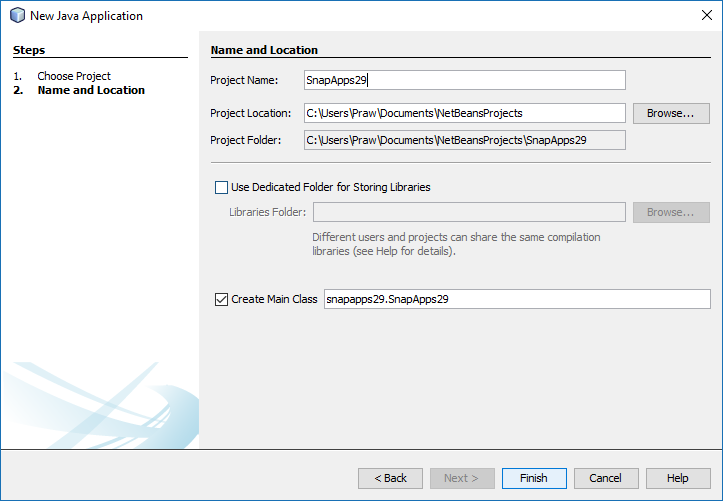 New Java Application
Steps
1. Choose Project
2. Name and Location
Name and Location
Project Name: SnapApps29
Project Location: C:\Users\Praw\Documents\NetBeansProjects Browse...
Project Folder: C:\Users\Praw\Documents\NetBeansProjects\SnapApps29
Use Dedicated Folder for Storing Libraries
Libraries Folder: Browse...
Different users and projects can share the same compilation
libraries (see Help for details).
Create Main Class snapapps29.SnapApps29
< Back Next > Finish Cancel Help